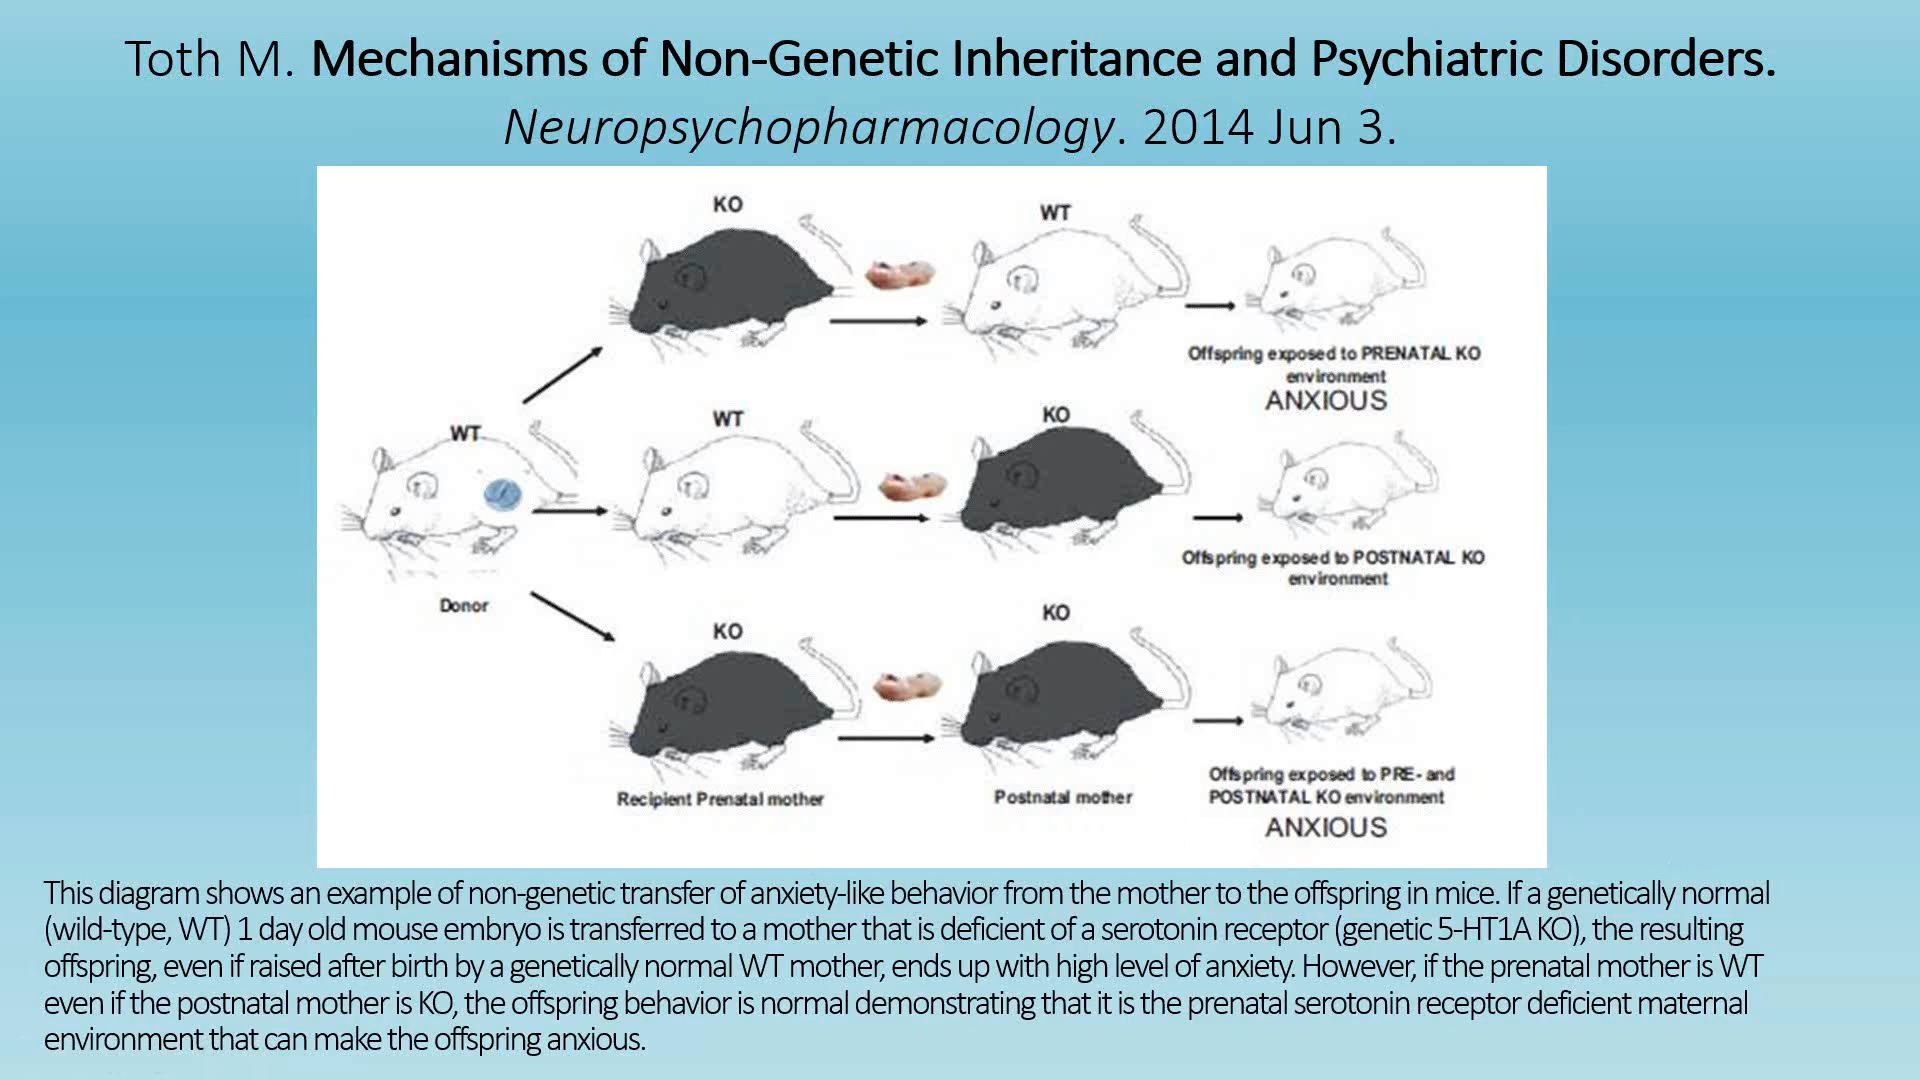 Toth M. Mechanisms of Non-Genetic Inheritance and Psychiatric Disorders.
Neuropsychopharmacology. 2014 Jun 3.
KO
WT
Offspring exposed to PRENATAL KO
environment
ANXIOUS
WT
WT
KO
Offspring exposed to POSTNATAL KO
environment
Donor
KO
KO
Recipient Prenatal mother
Postnatal mother
Offspring exposed to PRE- and
POSTNATAL KO environment
ANXIOUS
This diagram shows an example of non-genetic transfer of anxiety-like behavior from the mother to the offspring in mice. If a genetically normal
(wild-type, WT) 1 day old mouse embryo is transferred to a mother that is deficient of a serotonin receptor (genetic 5-HT1A KO), the resulting
offspring, even if raised after birth by a genetically normal WT mother, ends up with high level of anxiety. However, if the prenatal mother is WT
even if the postnatal mother is KO, the offspring behavior is normal demonstrating that it is the prenatal serotonin receptor deficient maternal
environment that can make the offspring anxious.